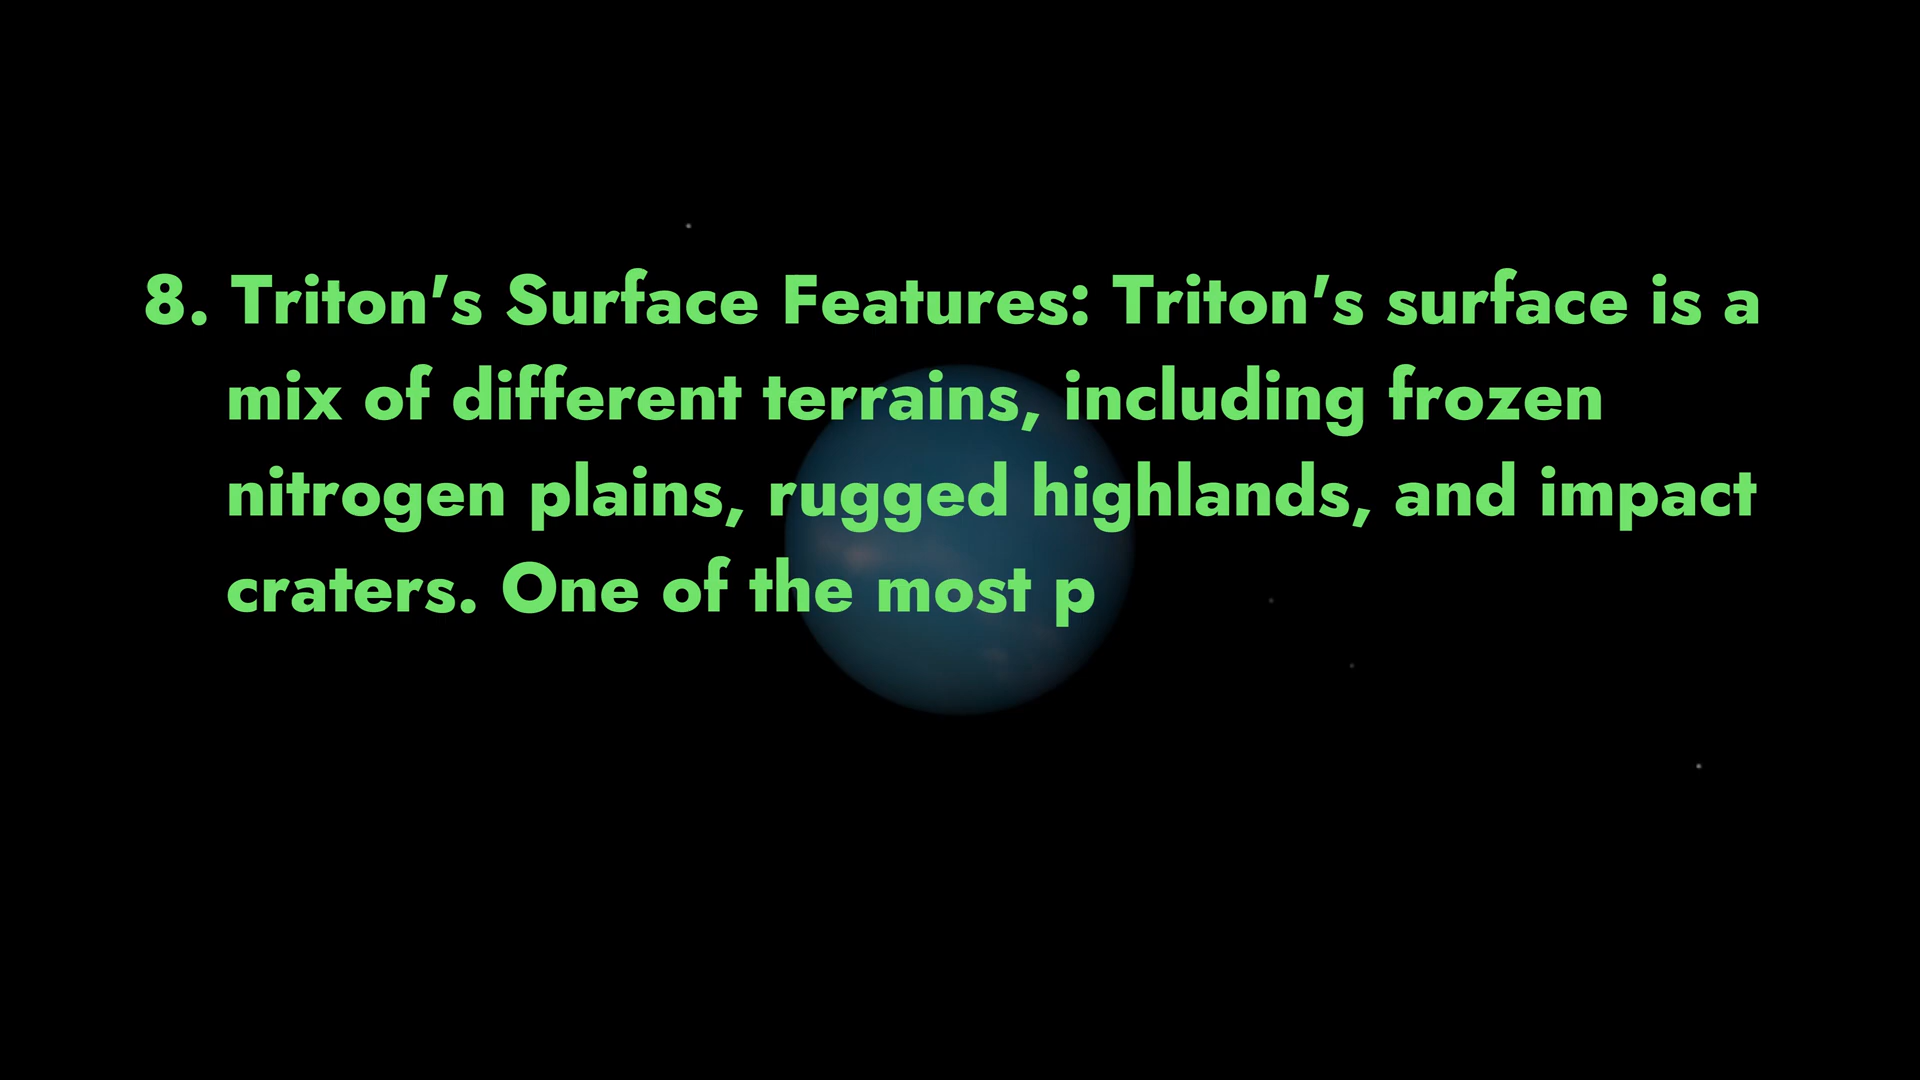 8. Triton's Surface Features: Triton's surface is a
mix of different terrains, including frozen
nitrogen plains, rugged highlands, and impact
craters. One of the most p